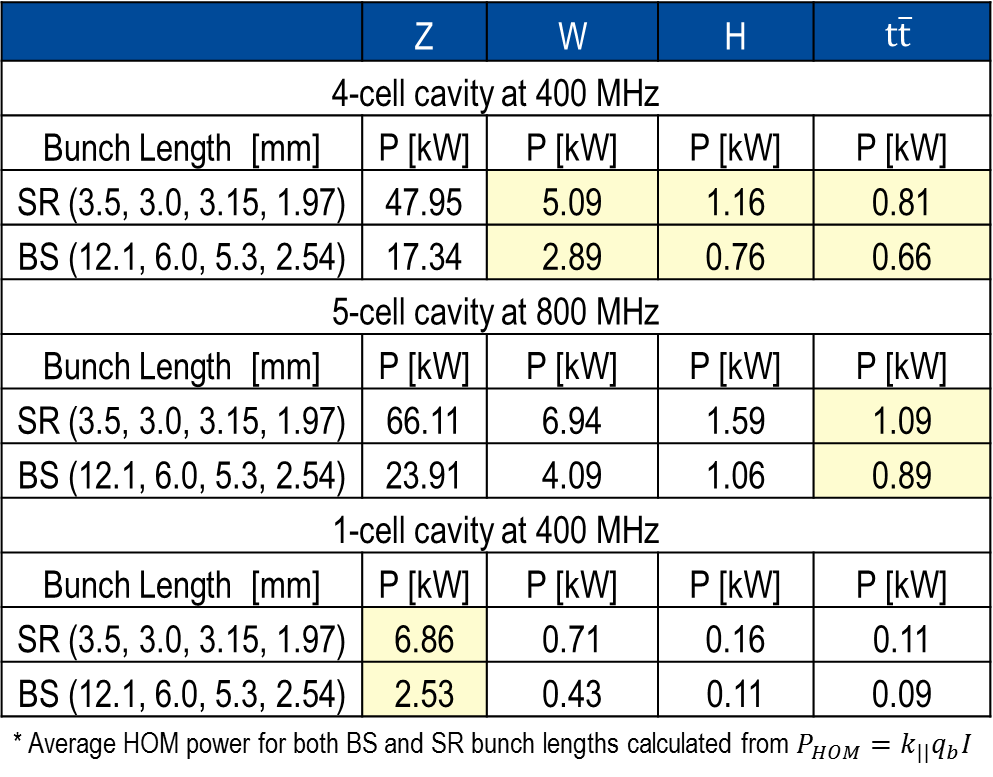 Z W H tt̄
4-cell cavity at 400 MHz
Bunch Length [mm] P [kW] P [kW] P [kW] P [kW]
SR (3.5, 3.0, 3.15, 1.97) 47.95 5.09 1.16 0.81
BS (12.1, 6.0, 5.3, 2.54) 17.34 2.89 0.76 0.66
5-cell cavity at 800 MHz
Bunch Length [mm] P [kW] P [kW] P [kW] P [kW]
SR (3.5, 3.0, 3.15, 1.97) 66.11 6.94 1.59 1.09
BS (12.1, 6.0, 5.3, 2.54) 23.91 4.09 1.06 0.89
1-cell cavity at 400 MHz
Bunch Length [mm] P [kW] P [kW] P [kW] P [kW]
SR (3.5, 3.0, 3.15, 1.97) 6.86 0.71 0.16 0.11
BS (12.1, 6.0, 5.3, 2.54) 2.53 0.43 0.11 0.09
* Average HOM power for both BS and SR bunch lengths calculated from P_HOM = k_|| q_b I